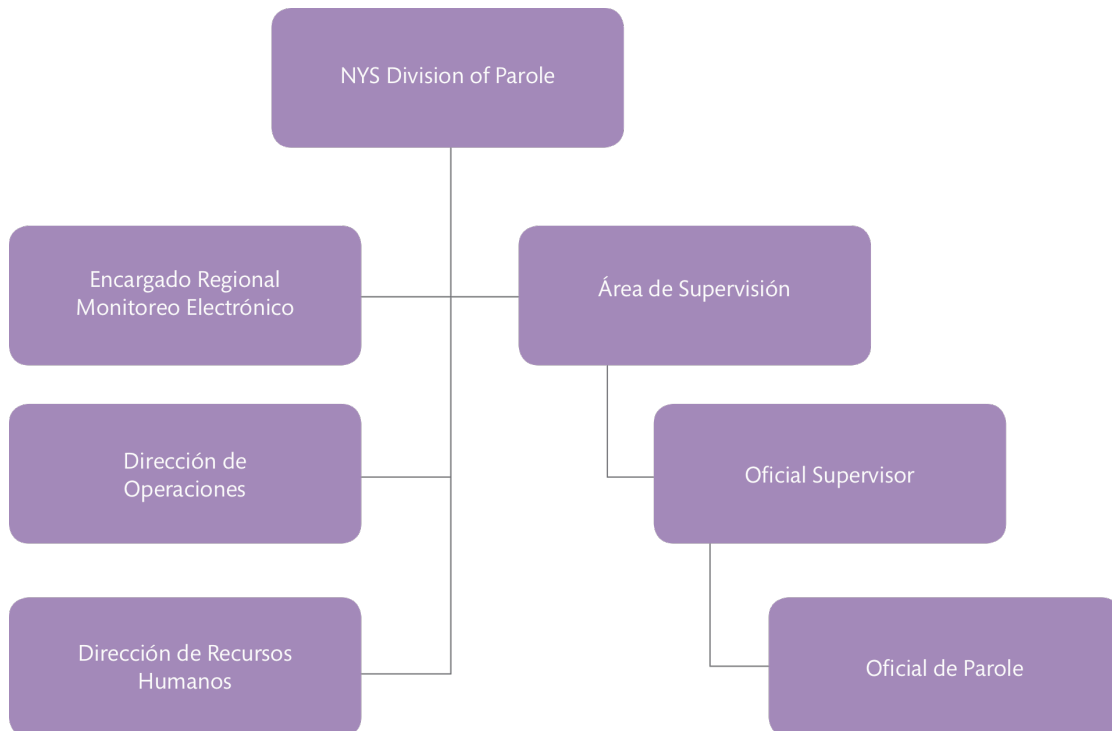 NYS Division of Parole
Encargado Regional
Monitoreo Electrónico
Área de Supervisión
Dirección de
Operaciones
Oficial Supervisor
Dirección de Recursos
Humanos
Oficial de Parole